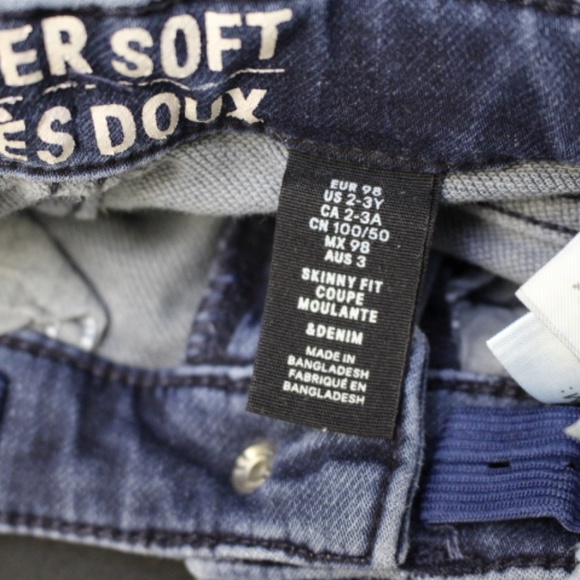 ER SOFT
ES DOUX
EUR 98
US 2-3Y
CA 2-3A
CN 100/50
MX 98
AUS 3
SKINNY FIT
COUPE
MOULANTE
&DENIM
MADE IN
BANGLADESH
FABRIQUÉ EN
BANGLADESH